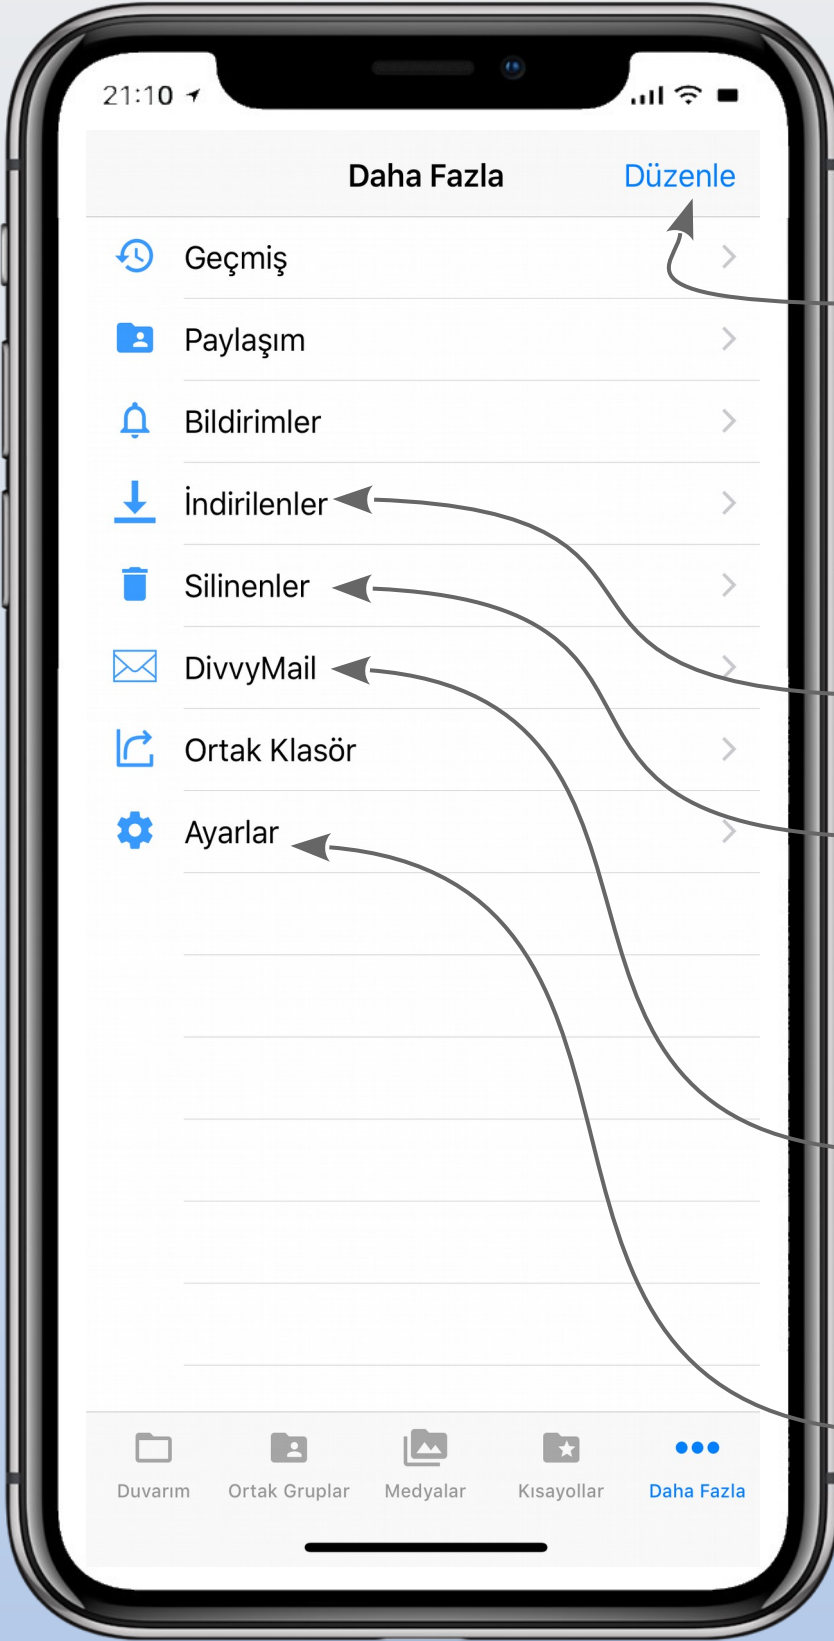 21:10
Daha Fazla
Düzenle
Geçmiş
Paylaşım
Bildirimler
İndirilenler
Silinenler
DivvyMail
Ortak Klasör
Ayarlar
Duvarım
Ortak Gruplar
Medyalar
Kısayollar
Daha Fazla